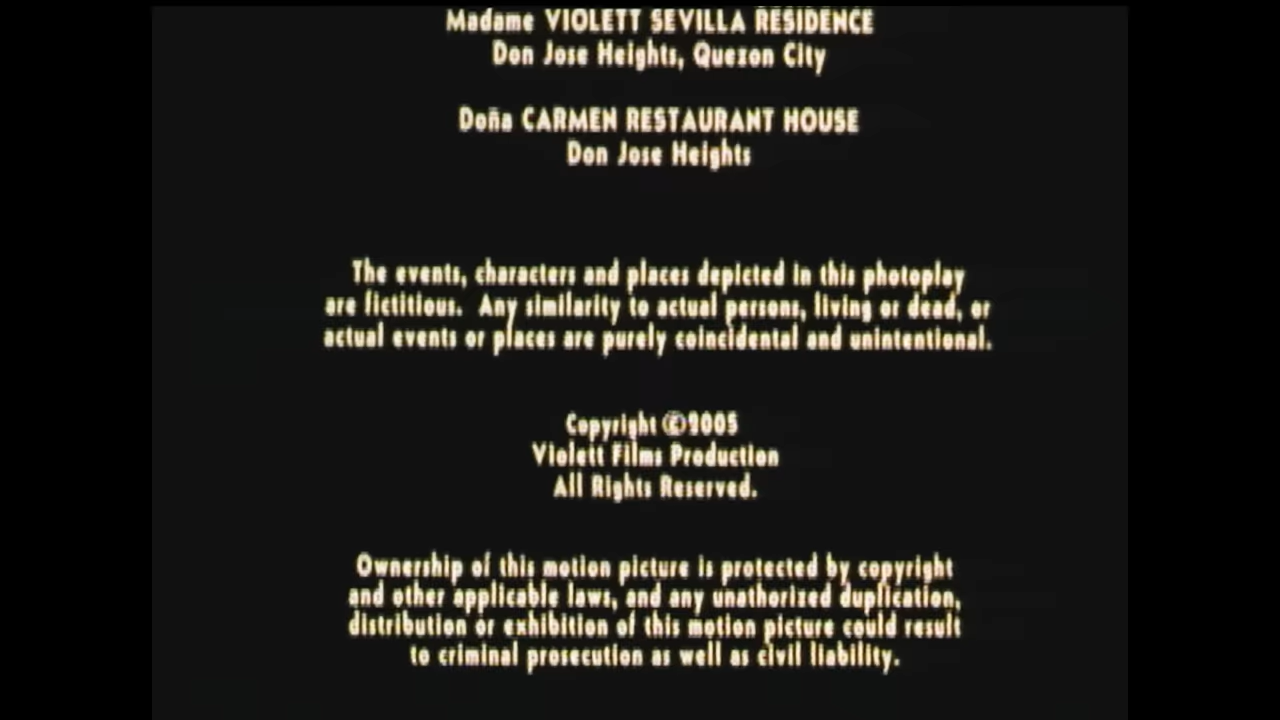 Madame VIOLETT SEVILLA RESIDENCE
Don Jose Heights, Quezon City
Doña CARMEN RESTAURANT HOUSE
Don Jose Heights
The events, characters and places depicted in this photoplay
are fictitious. Any similarity to actual persons, living or dead, or
actual events or places are purely coincidental and unintentional.
Copyright ©2005
Violett Films Production
All Rights Reserved.
Ownership of this motion picture is protected by copyright
and other applicable laws, and any unathorized duplication,
distribution or exhibition of this motion picture could result
to criminal prosecution as well as civil liability.